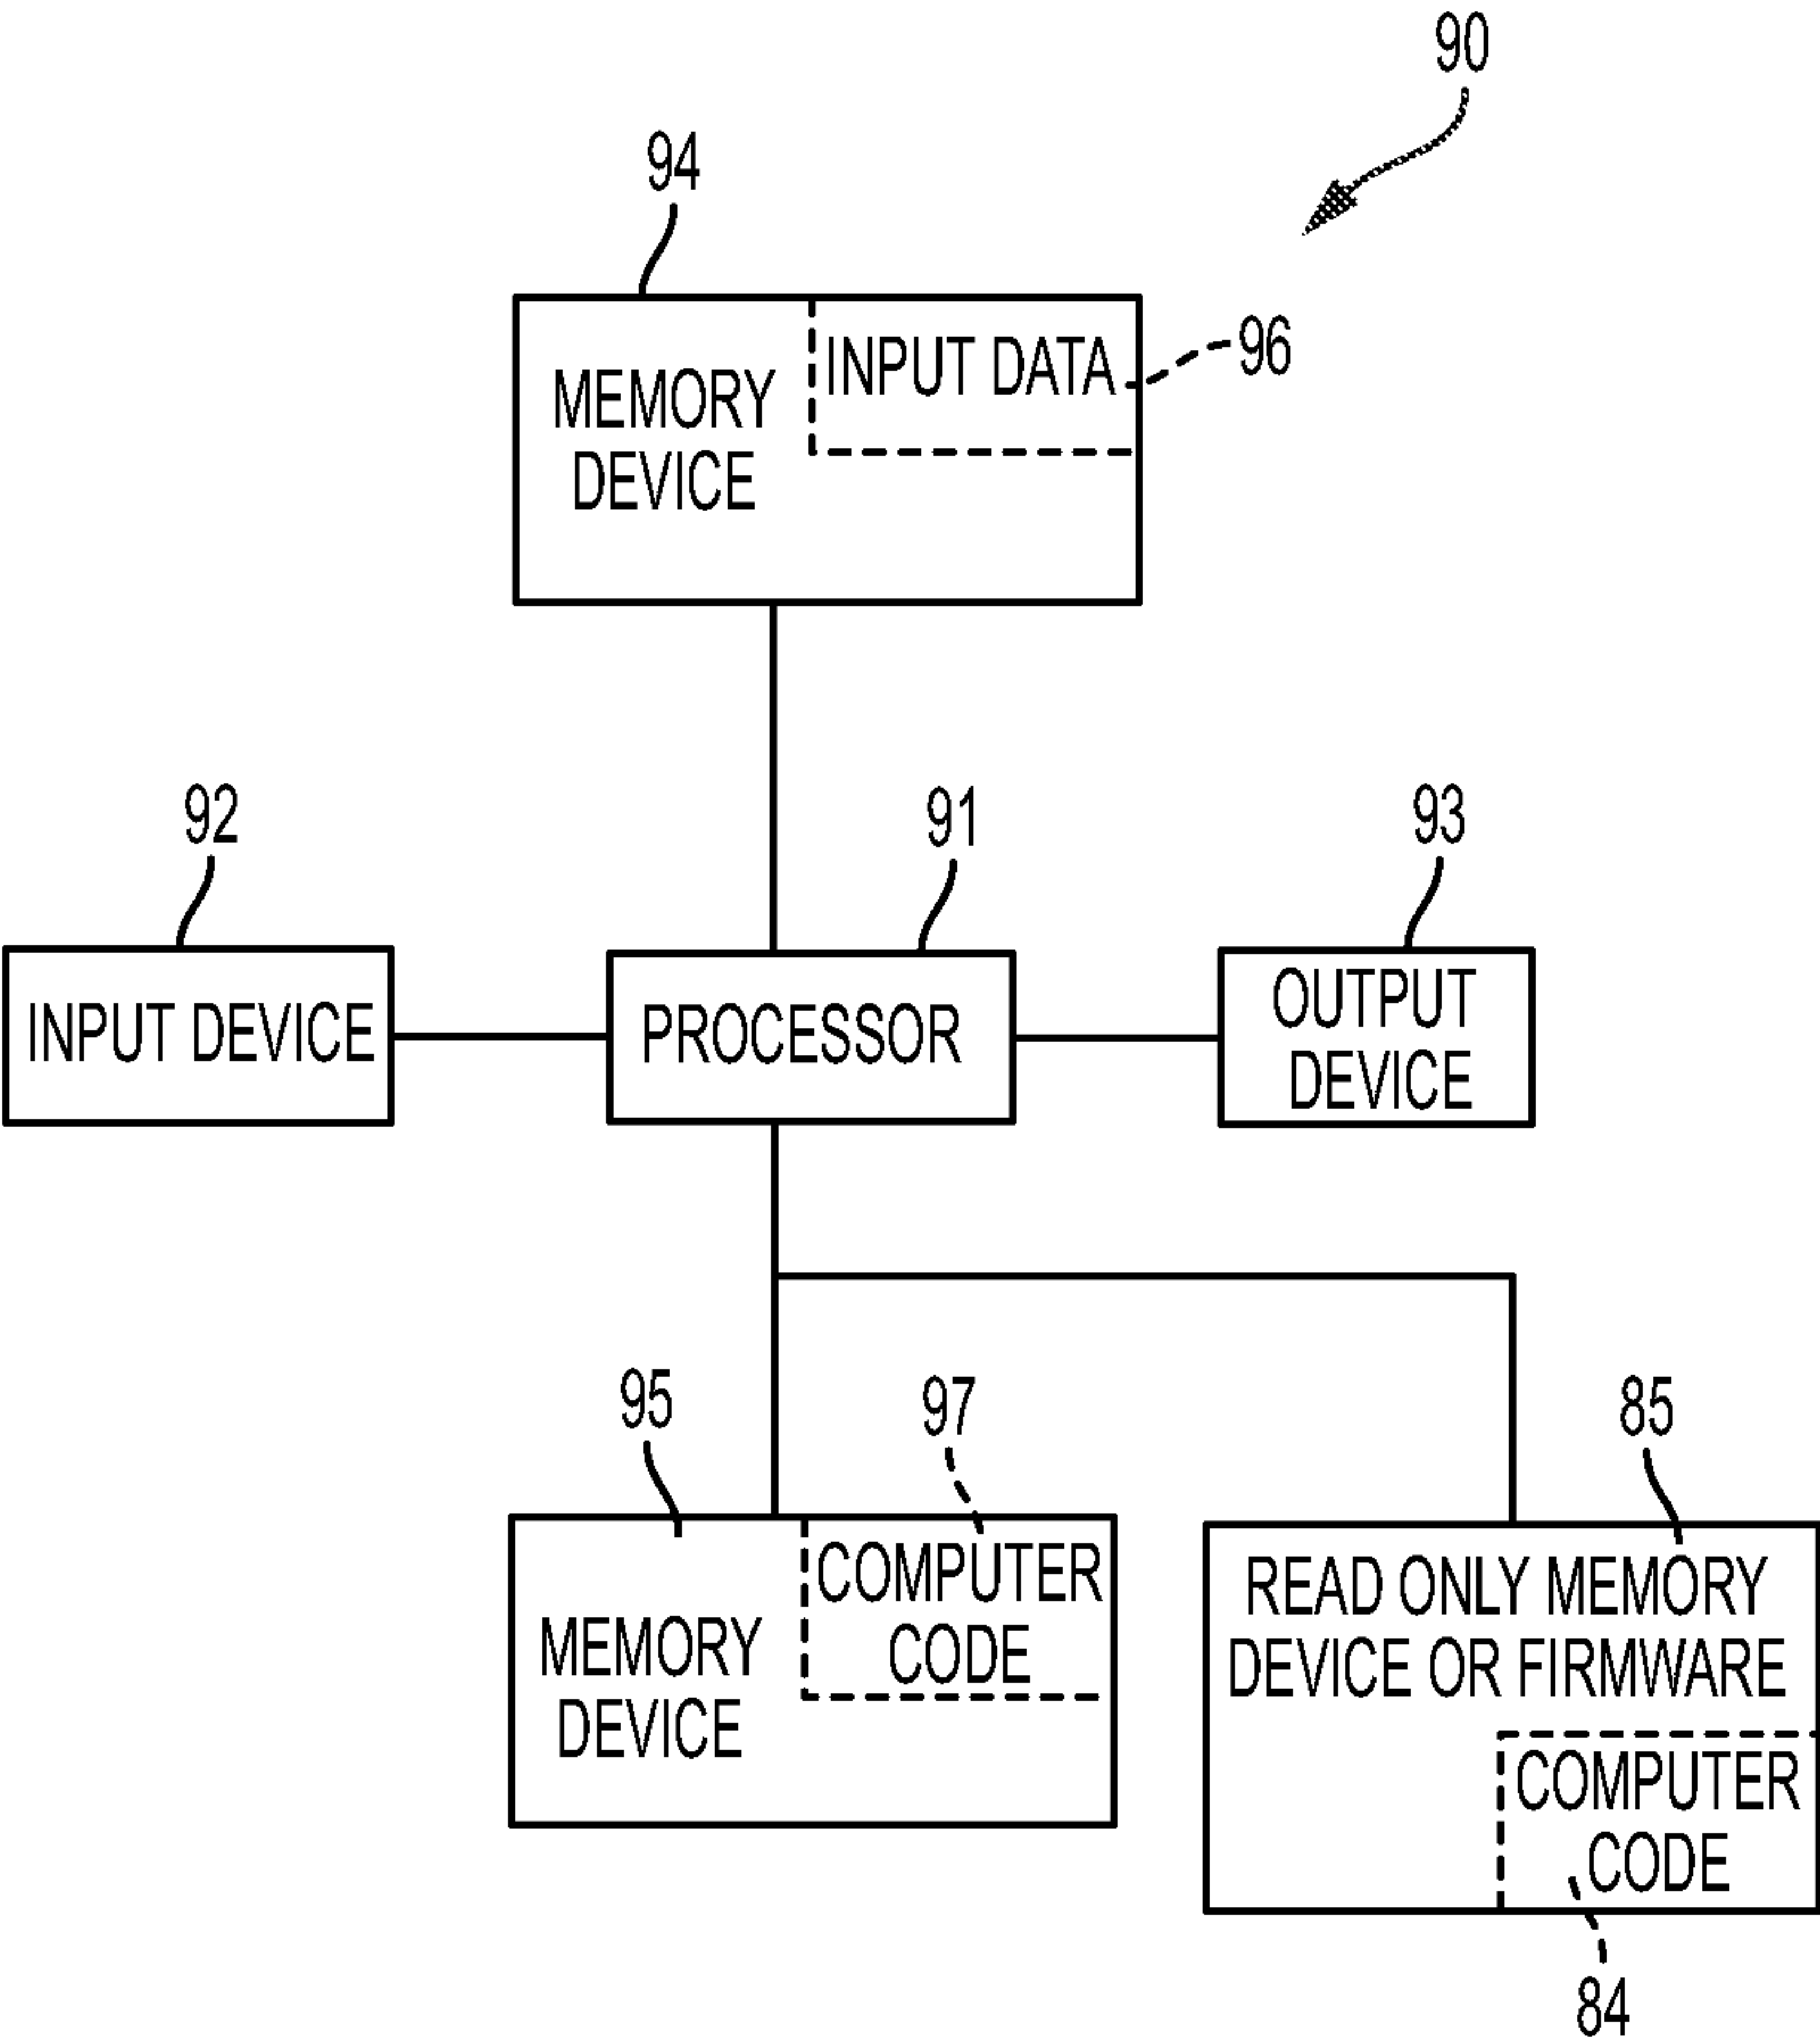 90
94
MEMORY
DEVICE
INPUT DATA
96
92
91
93
INPUT DEVICE
PROCESSOR
OUTPUT
DEVICE
95
97
85
MEMORY
DEVICE
COMPUTER
CODE
READ ONLY MEMORY
DEVICE OR FIRMWARE
COMPUTER
CODE
84